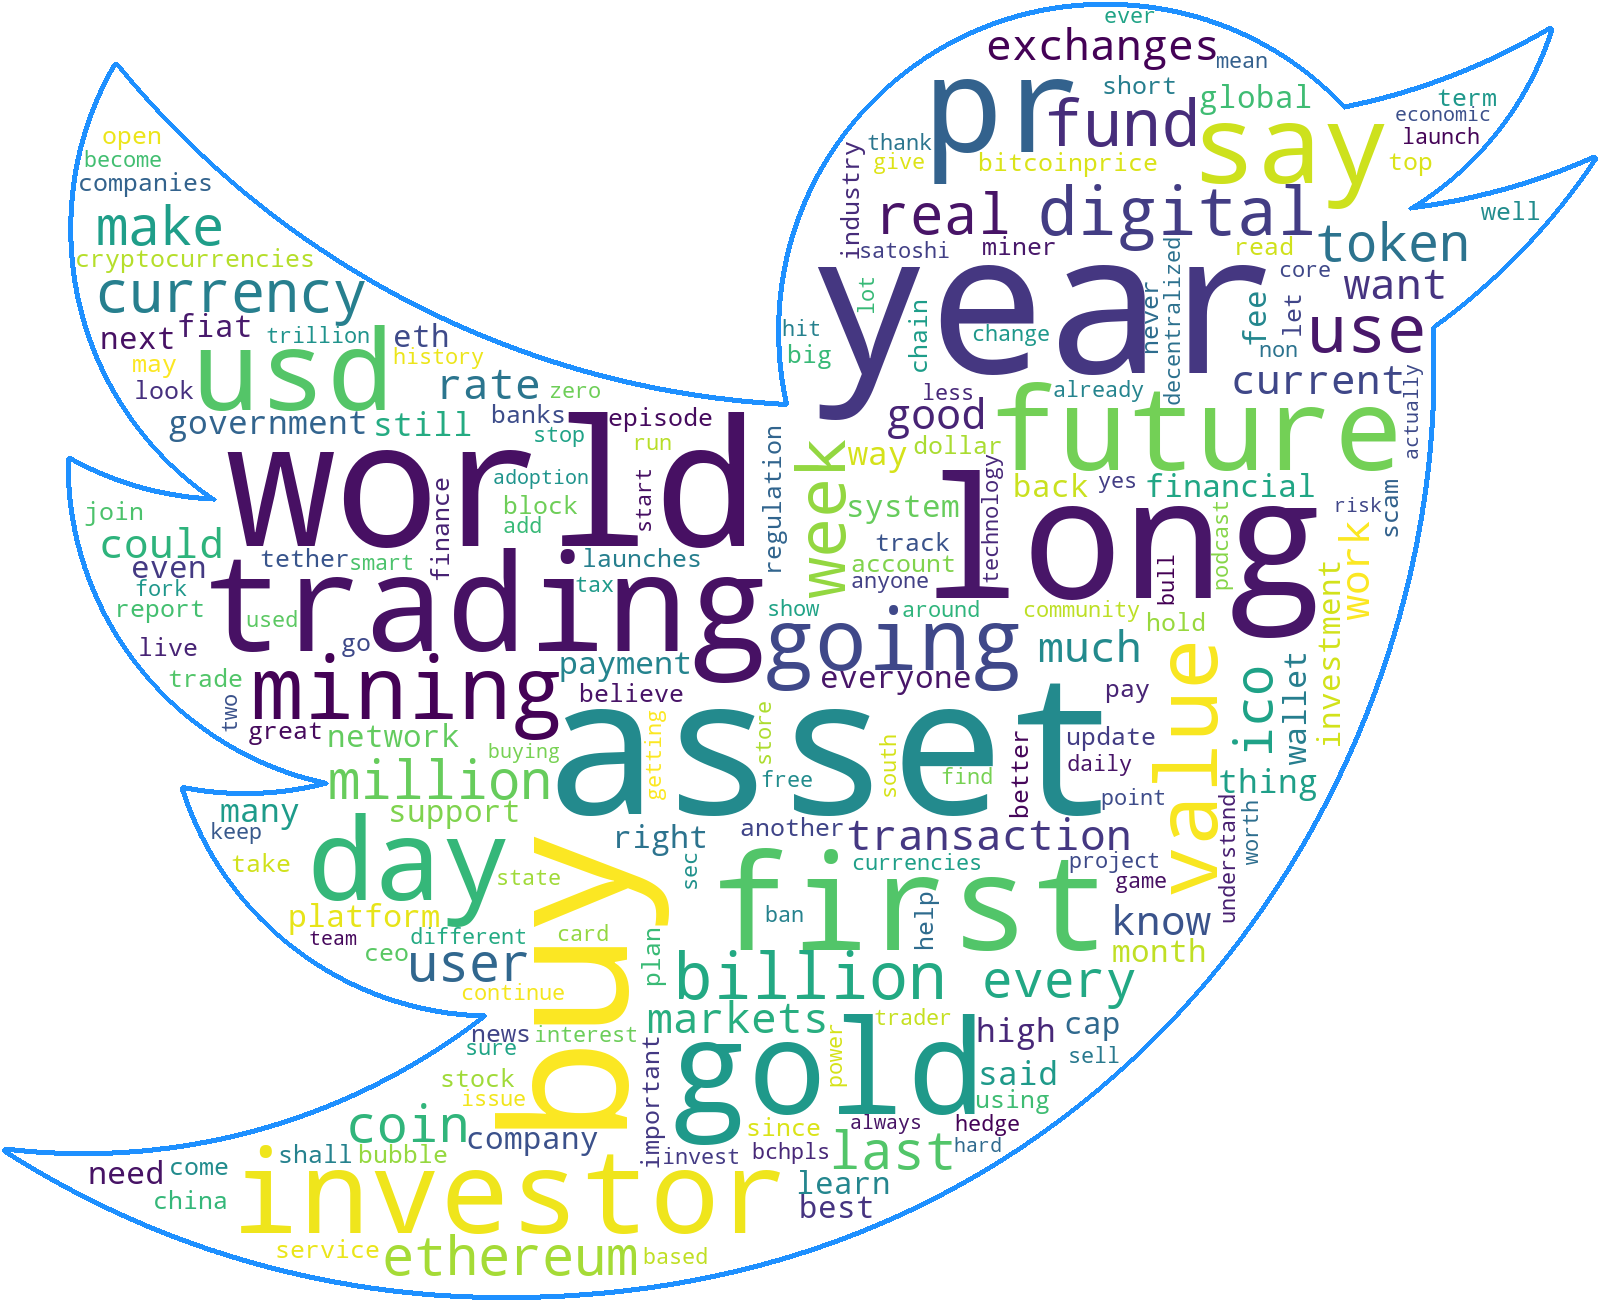 ever
exchanges
mean
pr
short
global
term
fund
economic
say
launch
thank
give
bitcoinprice
top
industry
real
digital
well
satoshi
miner
decentralized
read
token
year
core
want
lot
never
let
fee
use
hit
big
chain
change
non
current
less
already
actually
good
future
open
become
companies
make
cryptocurrencies
currency
next
fiat
trillion
eth
usd
may
history
look
rate
zero
government
still
banks
episode
stop
run
world
adoption
start
regulation
week
way
dollar
technology
back
yes
financial
long
system
risk
scam
join
could
finance
block
add
track
account
anyone
podcast
bull
work
even
tether
smart
launches
tax
fork
report
used
trading
show
around
community
hold
investment
live
go
going
much
trade
payment
everyone
value
ico
wallet
mining
believe
pay
two
great
network
getting
store
asset
south
better
update
buying
free
find
daily
thing
million
point
many
support
keep
right
another
transaction
understand
worth
day
buy
take
state
sec
currencies
project
game
first
platform
ban
help
know
team
different
card
ceo
plan
month
user
billion
every
continue
markets
trader
news
interest
high
cap
sure
power
gold
sell
stock
important
said
issue
using
coin
company
since
always
hedge
last
hard
shall
bubble
invest
bchpls
need
come
investor
learn
china
best
service
ethereum
based